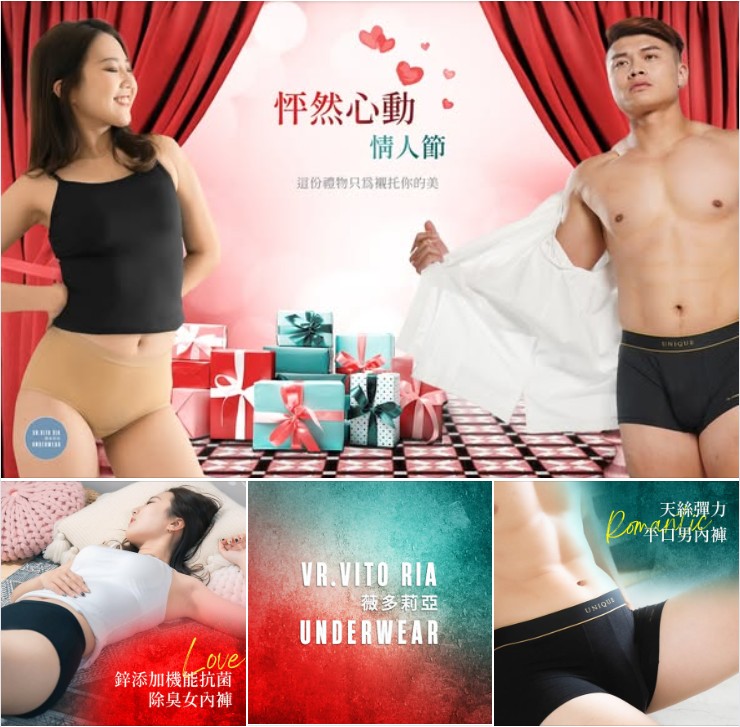 怦然心動
情人節
這份禮物只爲襯托你的美
UNIQUE
VR.VITO RIA
UNDERWEAR
Love
鋅添加機能抗菌
除臭女內褲
VR.VITO RIA
薇多莉亞
UNDERWEAR
天絲彈力
Romantic
平口男內褲
UNIQUE